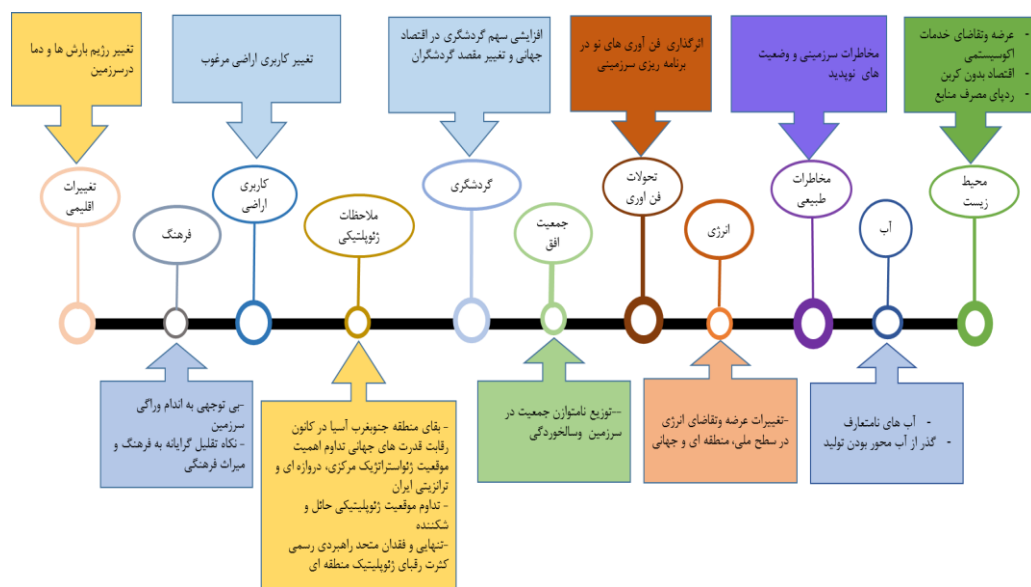 - عرضه وتقاضای خدمات
اکوسیستمی
- اقتصاد بدون کربن
- ردپای مصرف منابع
مخاطرات سرزمینی و وضعیت
های نوپدید
اثرگذاری فن آوری های نو در
برنامه ریزی سرزمینی
افزایشی سهم گردشگری در اقتصاد
جهانی و تغییر مقصد گردشگران
تغییر کاربری اراضی مرغوب
تغییر رژیم بارش ها و دما
درسرزمین
محیط
زیست
آب
مخاطرات
طبیعی
انرژی
تحولات
فن اوری
جمعیت
افق
گردشگری
ملاحظات
ژئوپلتیکی
کاربری
اراضی
فرهنگ
تغییرات
اقلیمی
- آب های نامتعارف
- گذر از آب محور بودن تولید
-تغییرات عرضه وتقاضای انرژی
در سطح ملی، منطقه ای و جهانی
--توزیع نامتوازن جمعیت در
سرزمین وسالخوردگی
-بقای منطقه جنوبغرب آسیا در کانون
رقابت قدرت های جهانی تداوم اهمیت
موقعیت ژئواستراتژیک مرکزی، دروازه ای و
ترانزیتی ایران
- تداوم موقعیت ژئوپلیتیکی حائل و
شکننده
-تنهایی و فقدان متحد راهبردی رسمی
کثرت رقبای ژئوپلیتیک منطقه ای
-بی توجهی به اندام وراگی
سرزمین
- نکاه تقلیل گرایانه به فرهنگ و
میراث فرهنگی